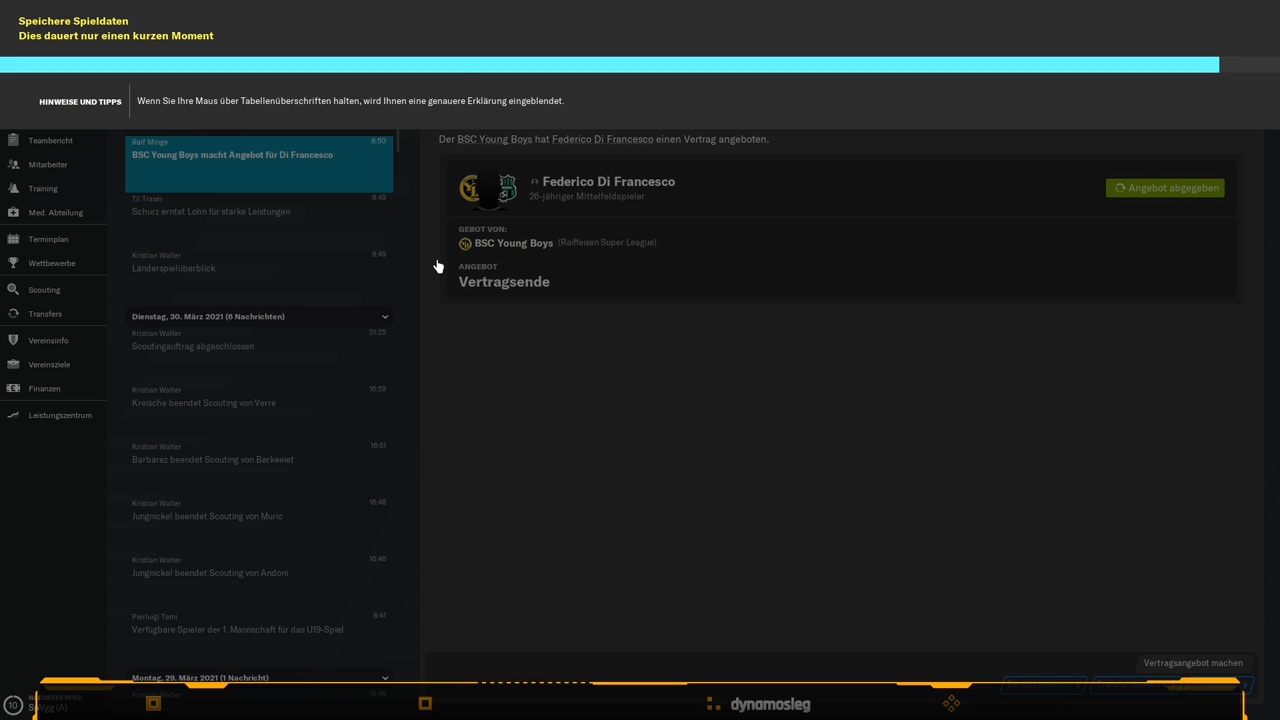 Speichere Spieldaten
Dies dauert nur einen kurzen Moment
HINWEISE UND TIPPS
Wenn Sie Ihre Maus über Tabellenüberschriften halten, wird Ihnen eine genauere Erklärung eingeblendet.
Teambericht
Mitarbeiter
Training
Med. Abteilung
Terminplan
Wettbewerbe
Scouting
Transfers
Vereinsinfo
Vereinsziele
Finanzen
Leistungszentrum
Ralf Minge 8:50
BSC Young Boys macht Angebot für Di Francesco
Til Traser 8:49
Schurz erntet Lohn für starke Leistungen
Kristian Walter 8:49
Länderspielüberblick
Dienstag, 30. März 2021 (6 Nachrichten)
Kristian Walter 21:25
Scoutingauftrag abgeschlossen
Kristian Walter 16:59
Kreische beendet Scouting von Verre
Kristian Walter 16:51
Barbarez beendet Scouting von Børkeeiet
Kristian Walter 16:48
Jungnickel beendet Scouting von Muric
Kristian Walter 16:46
Jungnickel beendet Scouting von Andoni
Pierluigi Tami 8:41
Verfügbare Spieler der 1. Mannschaft für das U19-Spiel
Montag, 29. März 2021 (1 Nachricht)
Kristian Walter
Der BSC Young Boys hat Federico Di Francesco einen Vertrag angeboten.
Federico Di Francesco
26-jähriger Mittelfeldspieler
Angebot abgegeben
GEBOT VON:
BSC Young Boys (Raiffeisen Super League)
ANGEBOT
Vertragsende
Vertragsangebot machen
10
NÄCHSTES SPIEL
SpVgg (A)
dynamosleg